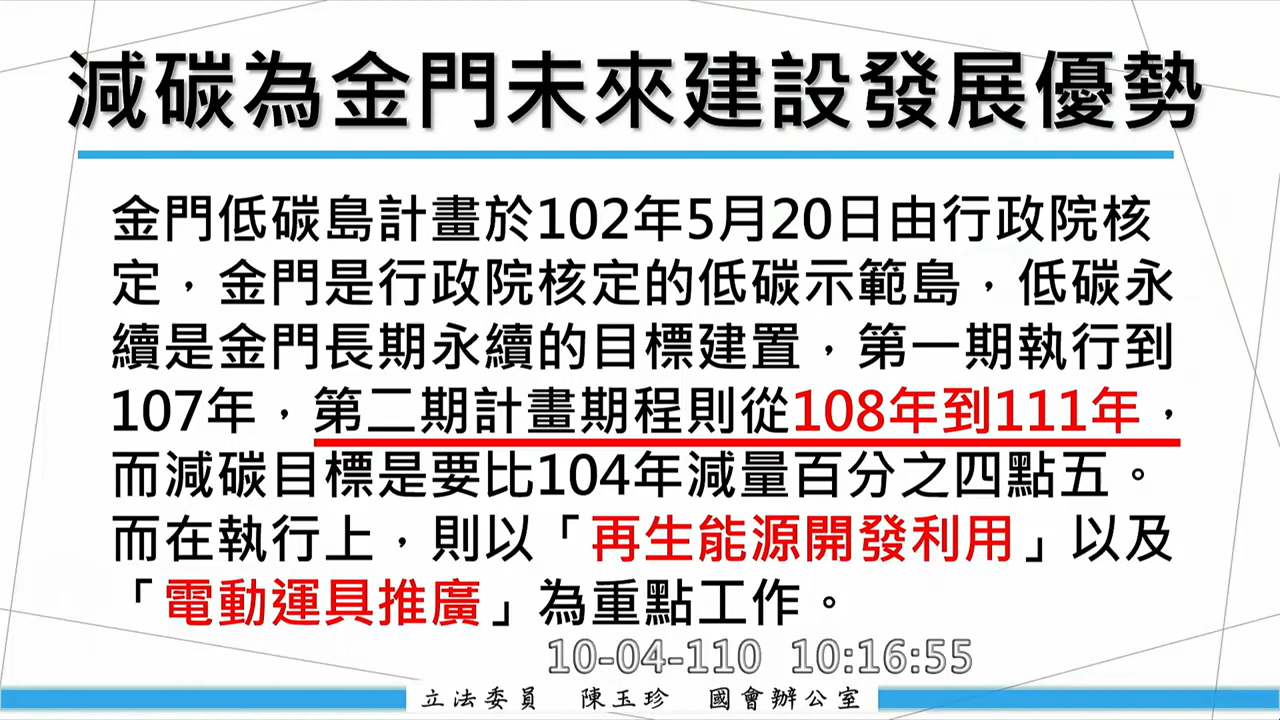 減碳為金門未來建設發展優勢
金門低碳島計畫於102年5月20日由行政院核
定，金門是行政院核定的低碳示範島，低碳永
續是金門長期永續的目標建置，第一期執行到
107年，第二期計畫期程則從108年到111年，
而減碳目標是要比104年減量百分之四點五。
而在執行上，則以「再生能源開發利用」以及
「電動運具推廣」為重點工作。
10-04-110 10:16:55
立法委員 陳玉珍 國會辦公室